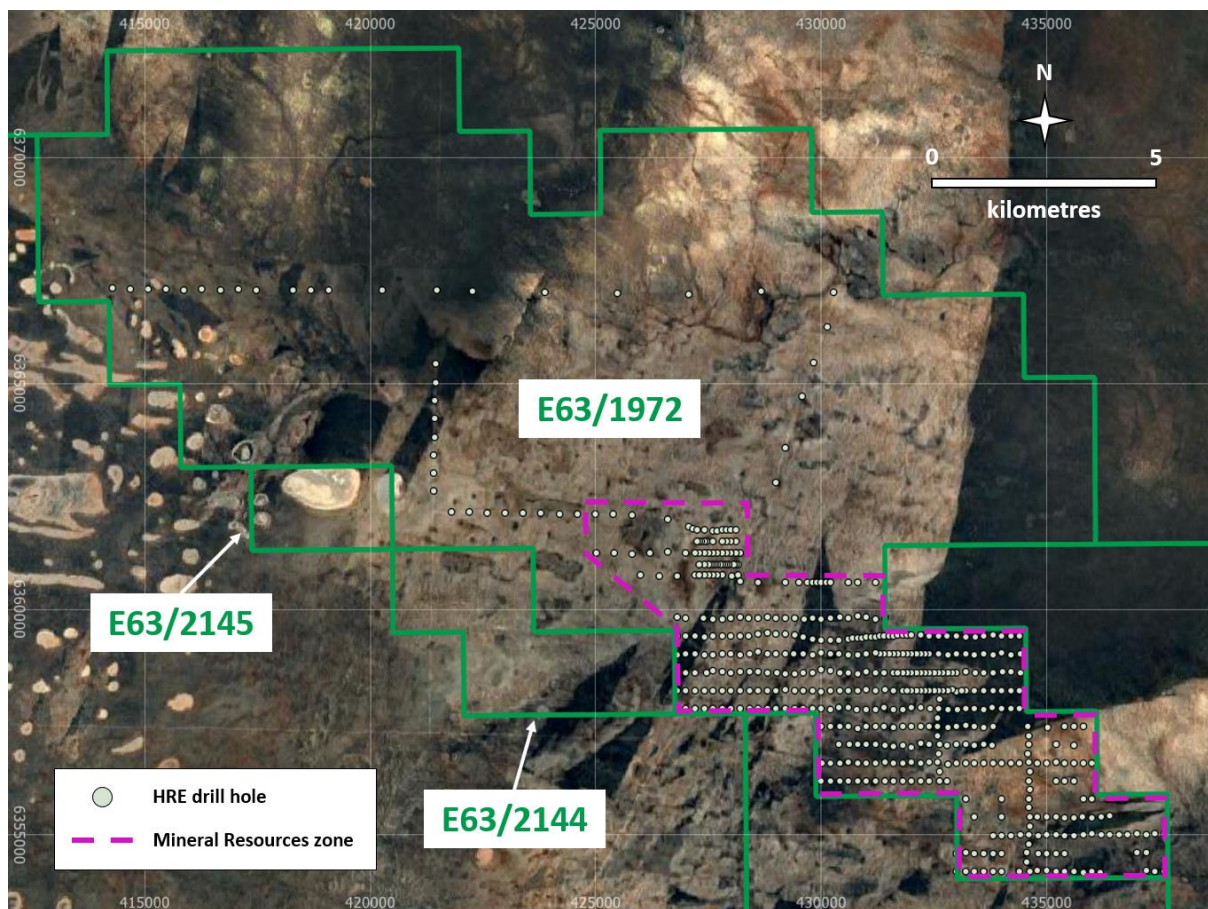 415000 420000 425000 430000 435000
N
0 5
kilometres
6370000
6365000
6360000
6355000
E63/1972
E63/2145
E63/2144
HRE drill hole
Mineral Resources zone
415000 420000 425000 430000 435000